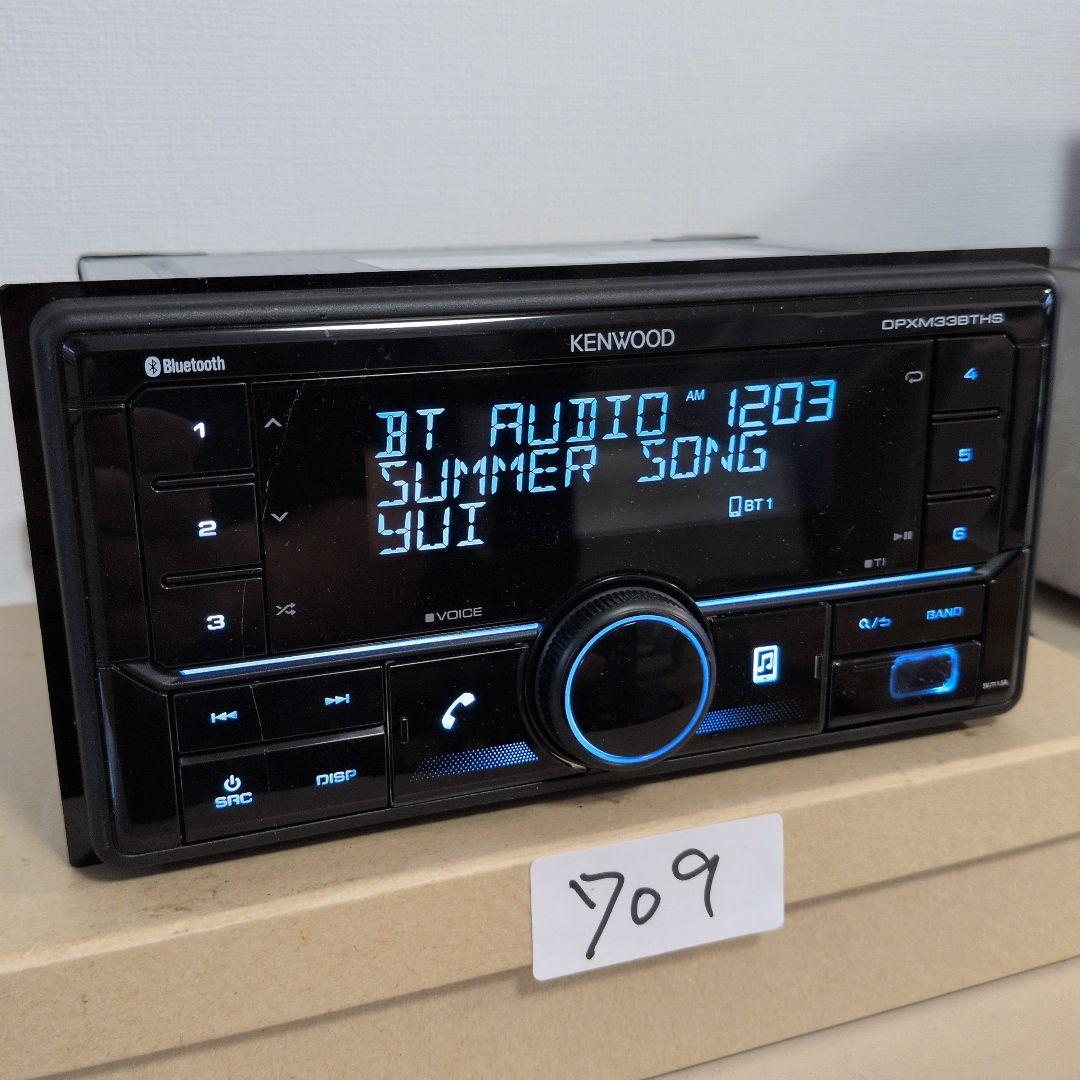 KENWOOD
DPXM33BTHS
Bluetooth
1
2
3
BT AUDIO AM 1203
SUMMER SONG
YUI
BT1
4
5
6
TI
VOICE
BAND
SRC
DISP
709